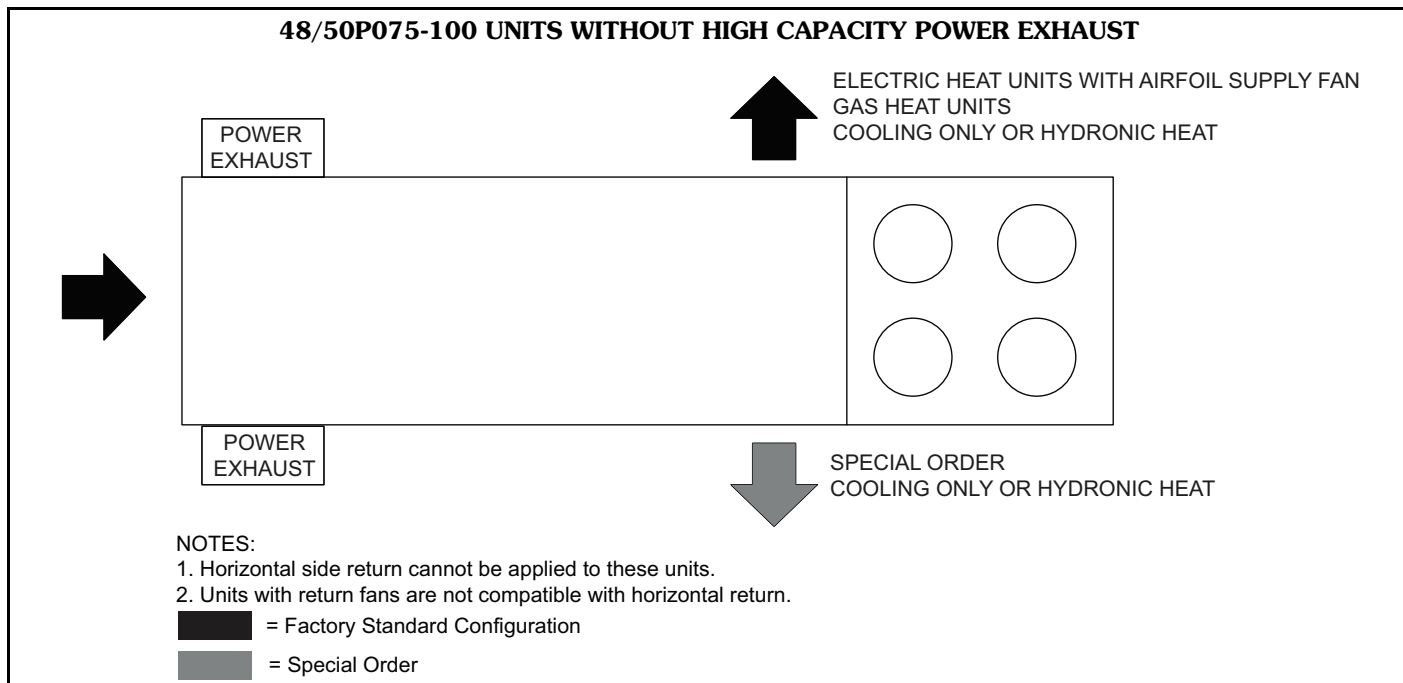 48/50P075-100 UNITS WITHOUT HIGH CAPACITY POWER EXHAUST
ELECTRIC HEAT UNITS WITH AIRFOIL SUPPLY FAN
GAS HEAT UNITS
COOLING ONLY OR HYDRONIC HEAT
POWER
EXHAUST
POWER
EXHAUST
SPECIAL ORDER
COOLING ONLY OR HYDRONIC HEAT
NOTES:
1. Horizontal side return cannot be applied to these units.
2. Units with return fans are not compatible with horizontal return.
= Factory Standard Configuration
= Special Order